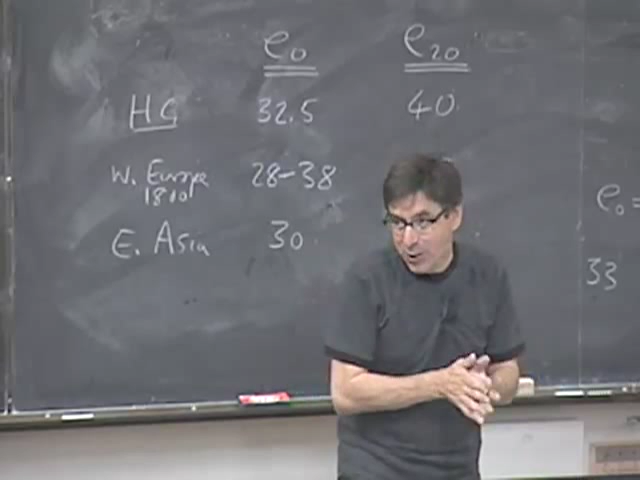 e0 e20
HG 32.5 40
W. Europe 28-38
1800
E. Asia 30
e0 =
33